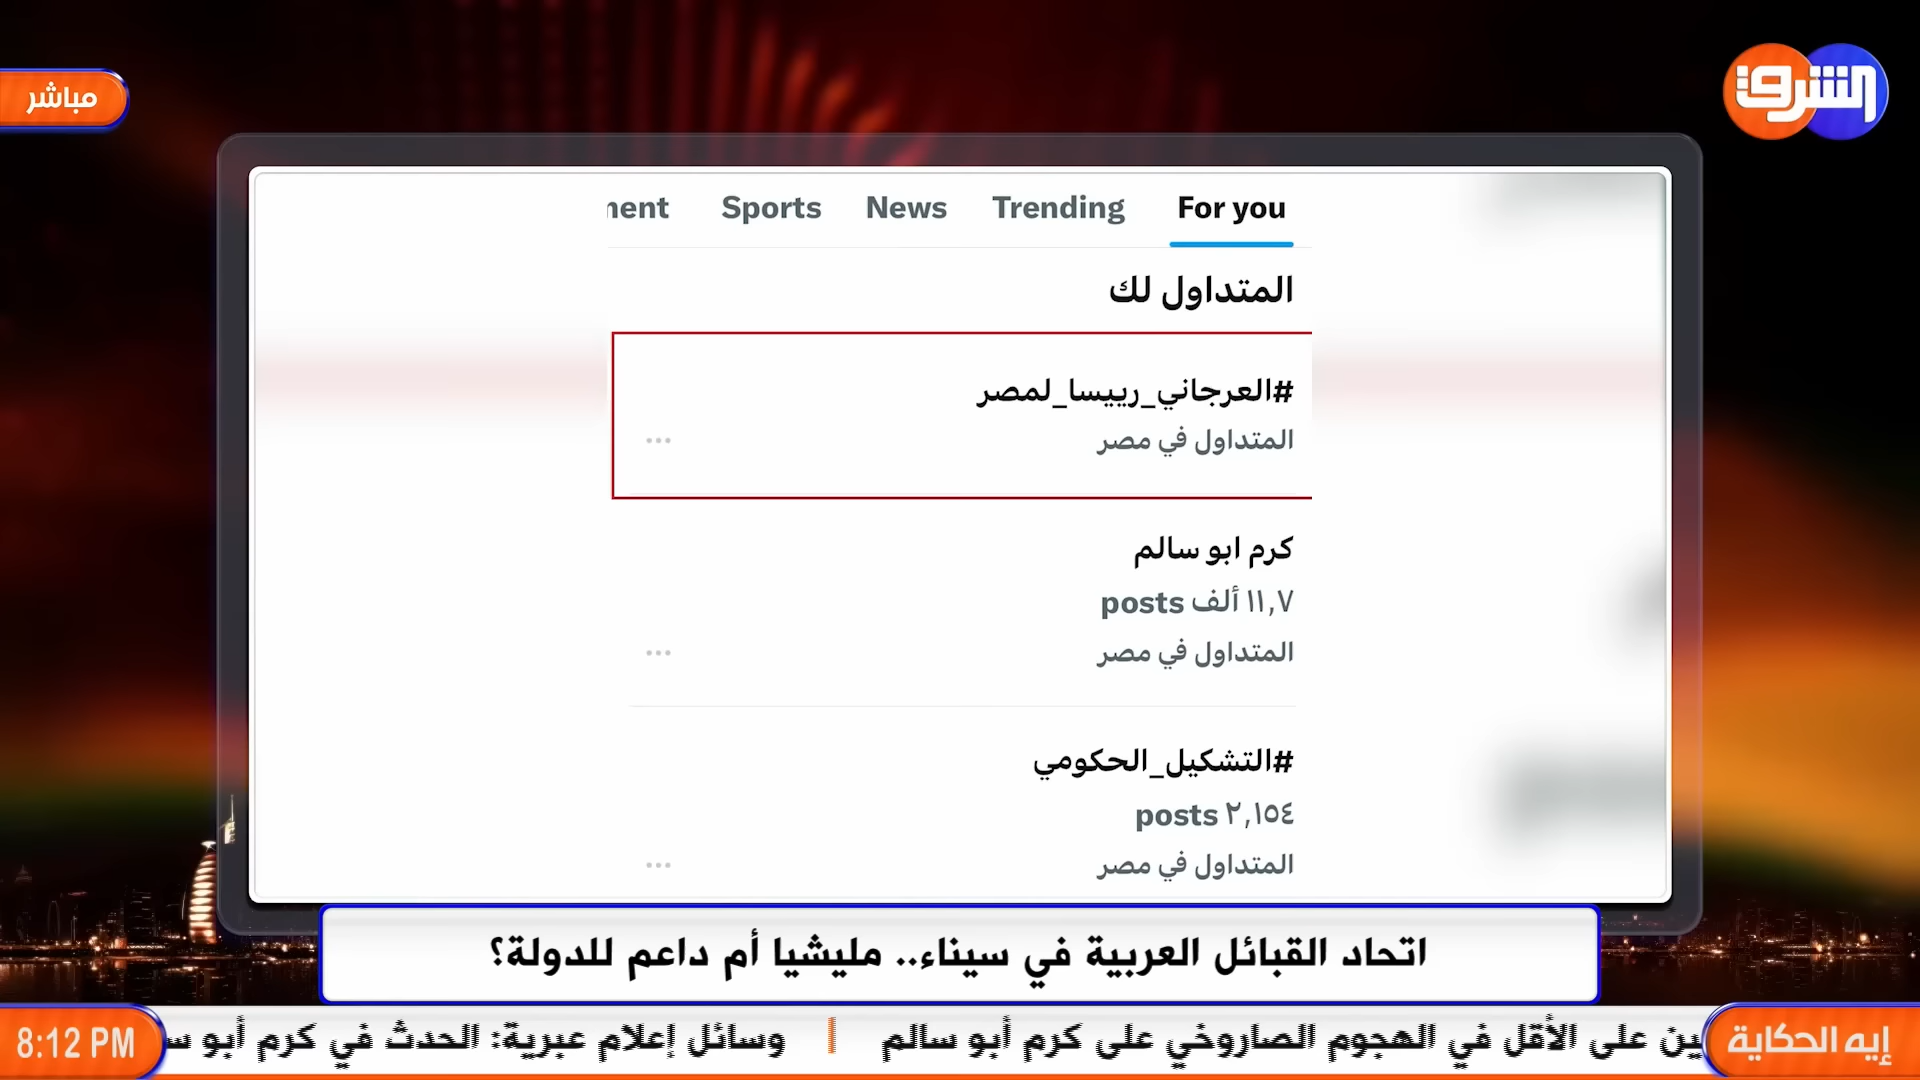 مباشر
الشرق
For you Trending News Sports
المتداول لك
#العرجاني_رييسا_لمصر
المتداول في مصر
كرم ابو سالم
١١,٧ ألف posts
المتداول في مصر
#التشكيل_الحكومي
٢,١٥٤ posts
المتداول في مصر
اتحاد القبائل العربية في سيناء.. مليشيا أم داعم للدولة؟
إيه الحكاية
على الأقل في الهجوم الصاروخي على كرم أبو سالم | وسائل إعلام عبرية: الحدث في كرم أبو
8:12 PM